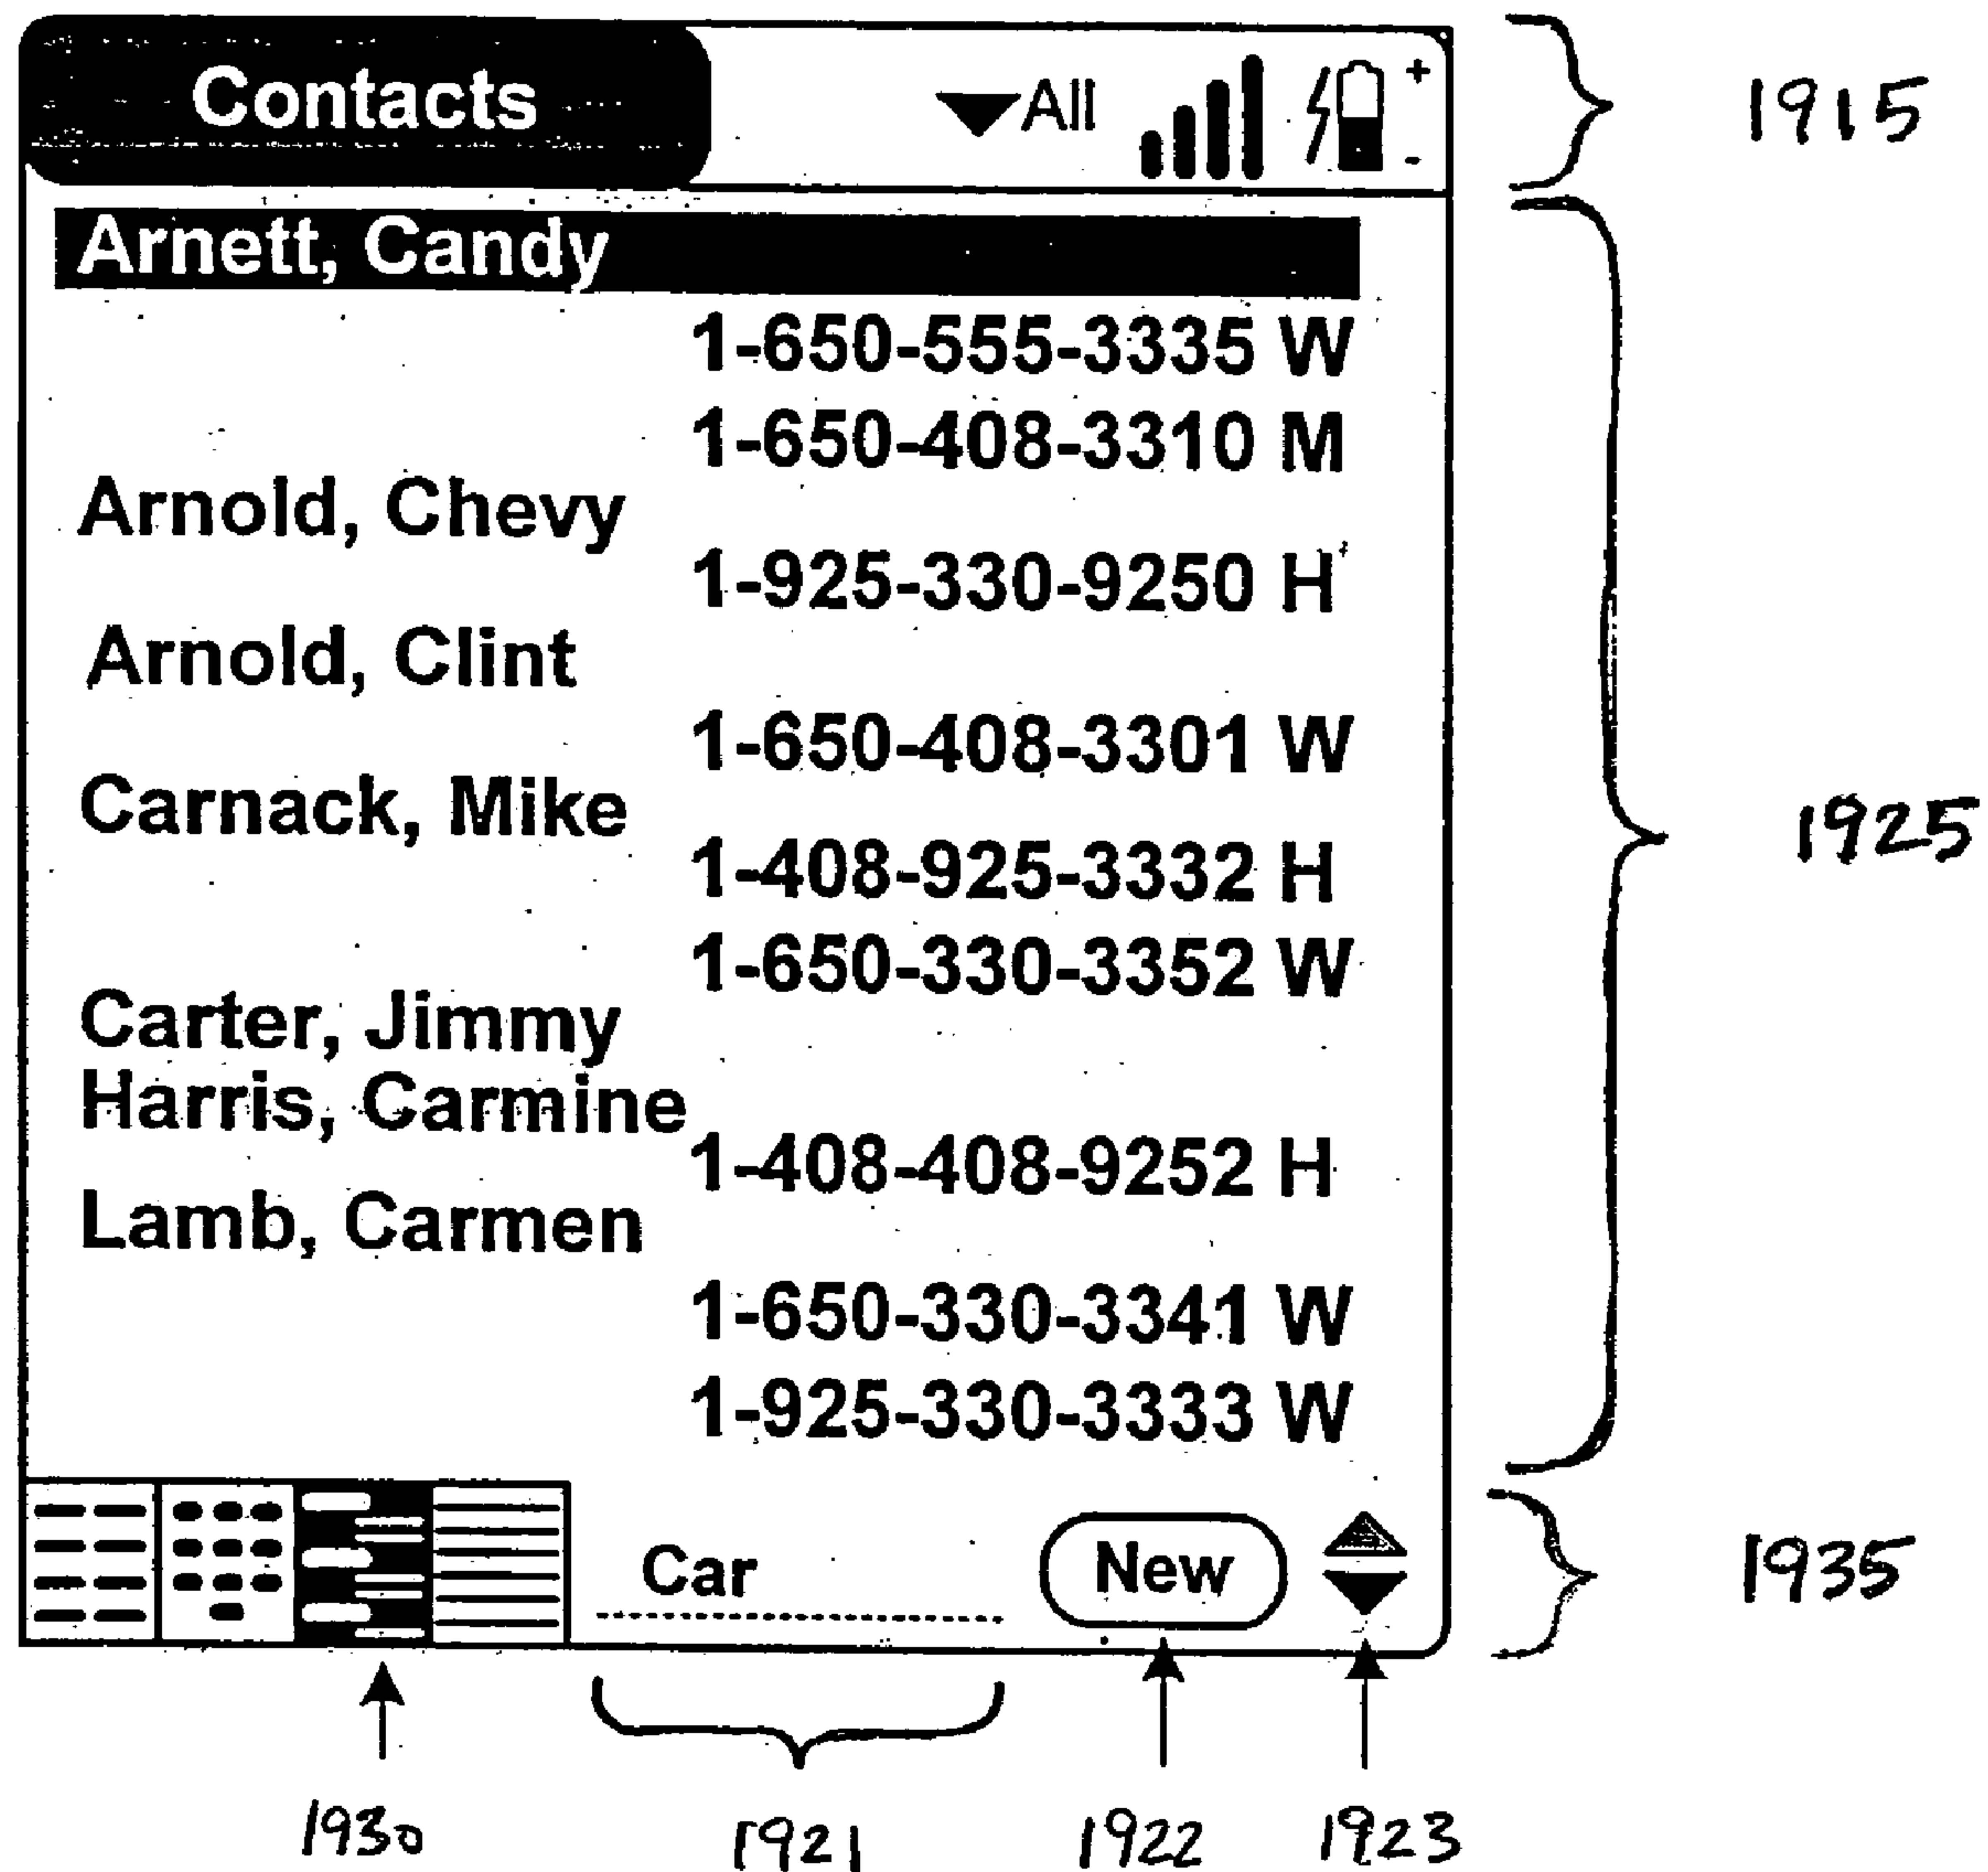 Contacts All + - 1915
Arnett, Candy
1-650-555-3335 W
1-650-408-3310 M
Arnold, Chevy
1-925-330-9250 H
Arnold, Clint
1-650-408-3301 W
Carnack, Mike 1925
1-408-925-3332 H
1-650-330-3352 W
Carter, Jimmy
Harris, Carmine
1-408-408-9252 H
Lamb, Carmen
1-650-330-3341 W
1-925-330-3333 W
Car New 1935
1930 1921 1922 1923